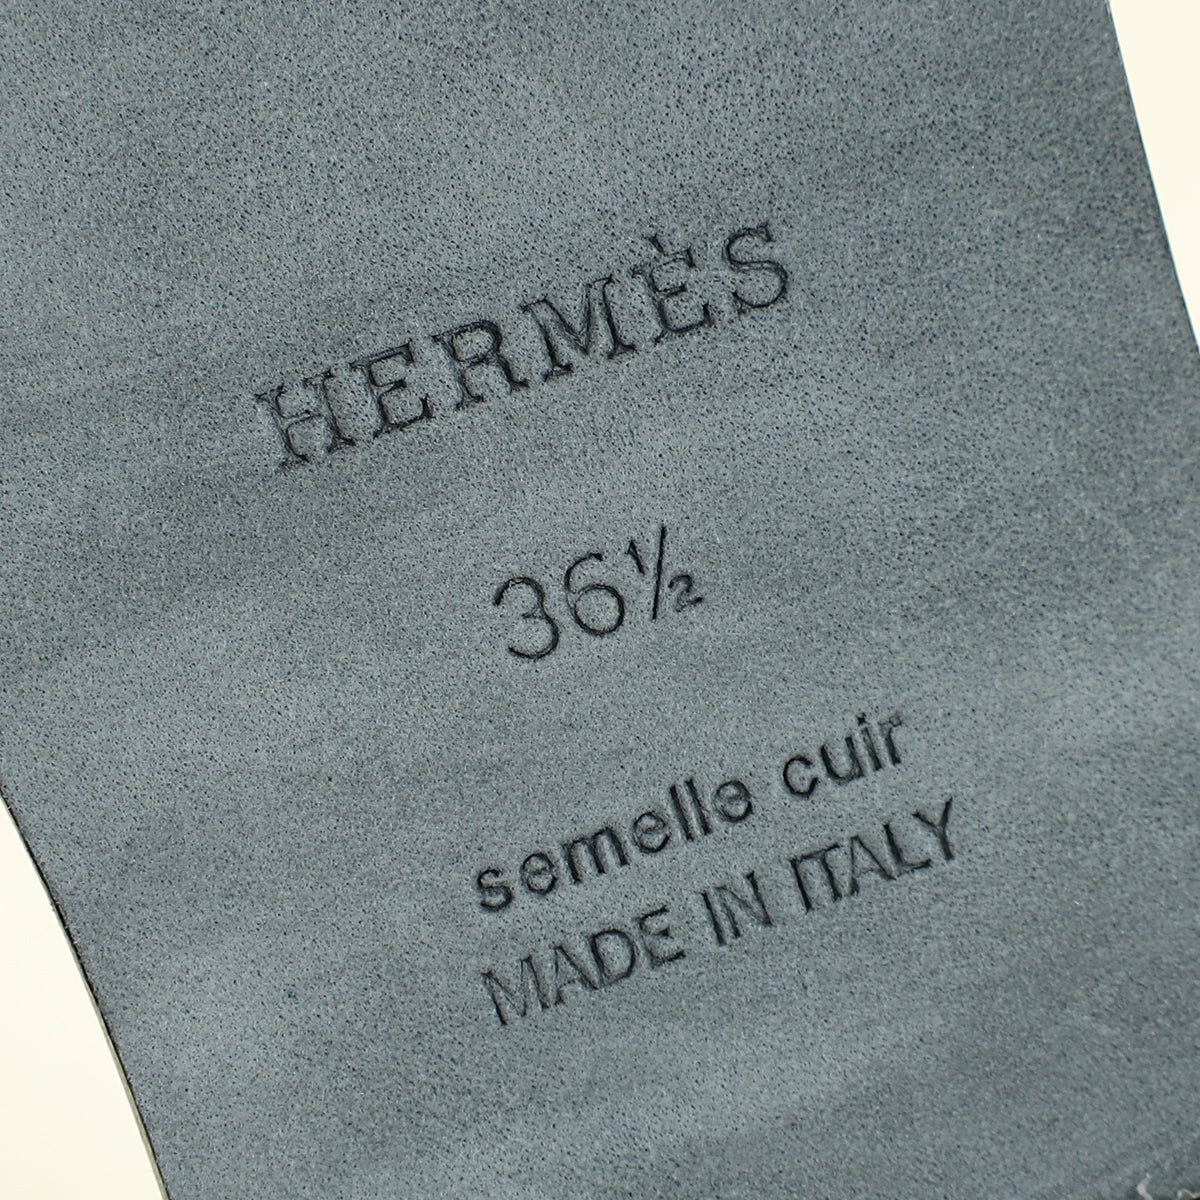 HERMÈS
36½
semelle cuir
MADE IN ITALY